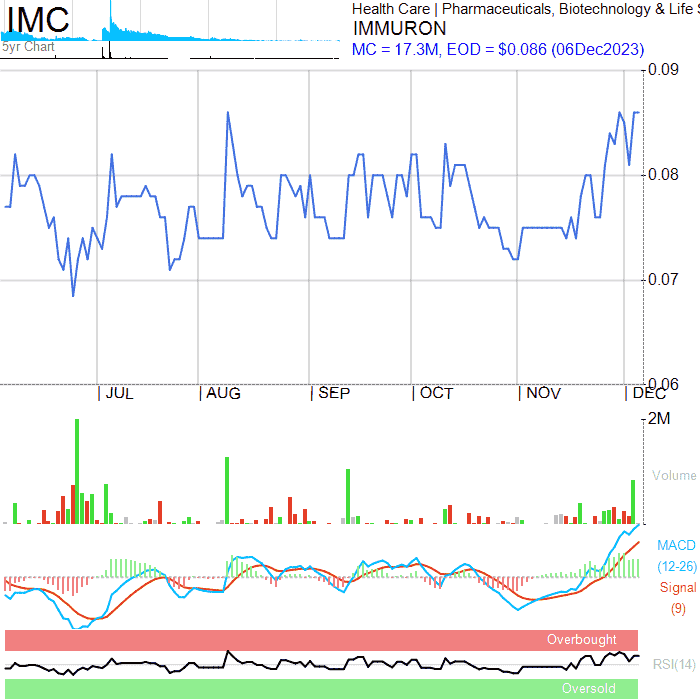 IMC
5yr Chart
Health Care | Pharmaceuticals, Biotechnology & Life S
IMMURON
MC = 17.3M, EOD = $0.086 (06Dec2023)
0.09
0.08
0.07
0.06
| JUL | AUG | SEP | OCT | NOV | DEC
2M
Volume
MACD
(12-26)
Signal
(9)
Overbought
RSI(14)
Oversold